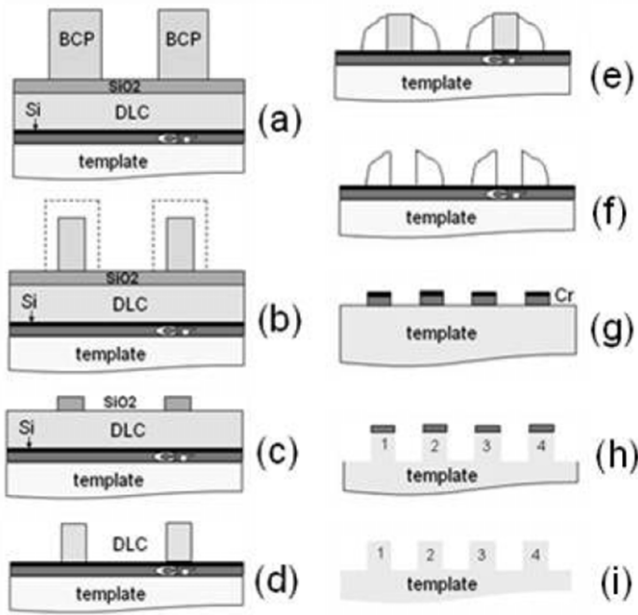 BCP BCP
SiO2
Si DLC
template
(a)
SiO2
Si DLC
template
(b)
SiO2
Si DLC
template
(c)
DLC
template
(d)
template
(e)
template
(f)
Cr
template
(g)
1 2 3 4
template
(h)
1 2 3 4
template
(i)